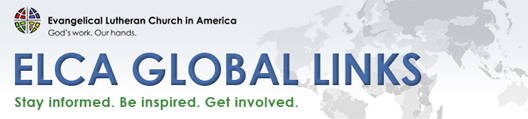 Evangelical Lutheran Church in America
God's work. Our hands.
ELCA GLOBAL LINKS
Stay informed. Be inspired. Get involved.